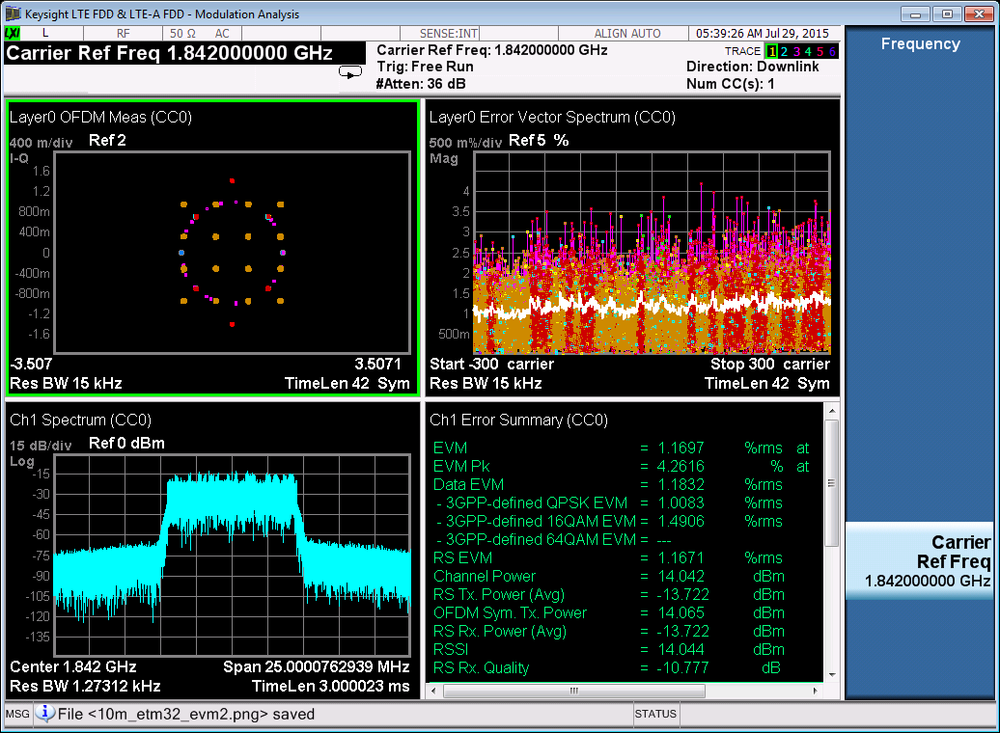 Keysight LTE FDD & LTE-A FDD - Modulation Analysis
LXI L RF 50 Ω AC SENSE:INT ALIGN AUTO 05:39:26 AM Jul 29, 2015
Carrier Ref Freq 1.842000000 GHz
Carrier Ref Freq: 1.842000000 GHz
Trig: Free Run
#Atten: 36 dB
TRACE 1 2 3 4 5 6
Direction: Downlink
Num CC(s): 1
Frequency
Layer0 OFDM Meas (CC0)
400 m/div Ref 2
I-Q
1.6
1.2
800m
400m
0
-400m
-800m
-1.2
-1.6
-3.507 3.5071
Res BW 15 kHz TimeLen 42 Sym
Layer0 Error Vector Spectrum (CC0)
500 m%/div Ref 5 %
Mag
4
3.5
3
2.5
2
1.5
1
500m
Start -300 carrier Stop 300 carrier
Res BW 15 kHz TimeLen 42 Sym
Ch1 Spectrum (CC0)
15 dB/div Ref 0 dBm
Log
-15
-30
-45
-60
-75
-90
-105
-120
-135
Center 1.842 GHz Span 25.0000762939 MHz
Res BW 1.27312 kHz TimeLen 3.000023 ms
Ch1 Error Summary (CC0)
EVM = 1.1697 %rms at
EVM Pk = 4.2616 % at
Data EVM = 1.1832 %rms
- 3GPP-defined QPSK EVM = 1.0083 %rms
- 3GPP-defined 16QAM EVM = 1.4906 %rms
- 3GPP-defined 64QAM EVM = ---
RS EVM = 1.1671 %rms
Channel Power = 14.042 dBm
RS Tx. Power (Avg) = -13.722 dBm
OFDM Sym. Tx. Power = 14.065 dBm
RS Rx. Power (Avg) = -13.722 dBm
RSSI = 14.044 dBm
RS Rx. Quality = -10.777 dB
Carrier
Ref Freq
1.842000000 GHz
MSG File <10m_etm32_evm2.png> saved STATUS